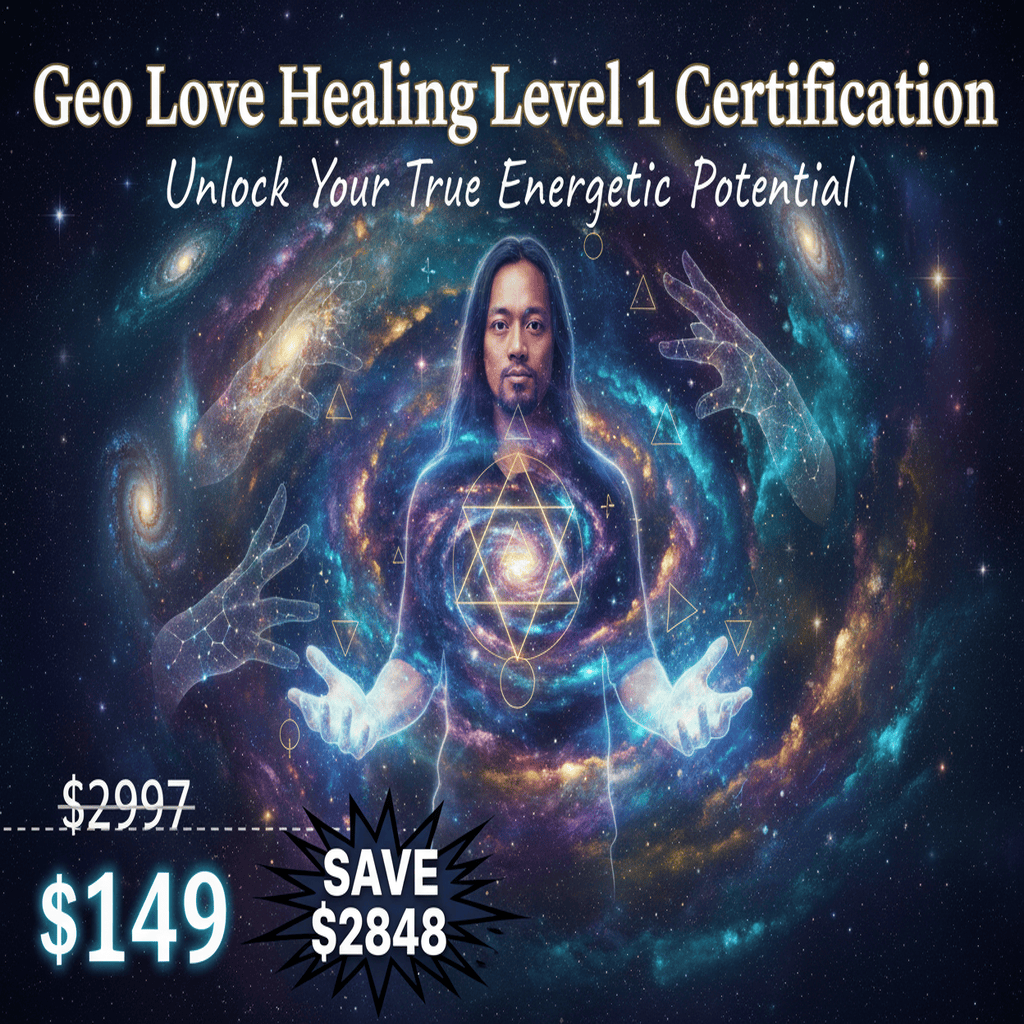 Geo Love Healing Level 1 Certification
Unlock Your True Energetic Potential
$2997
$149
SAVE
$2848